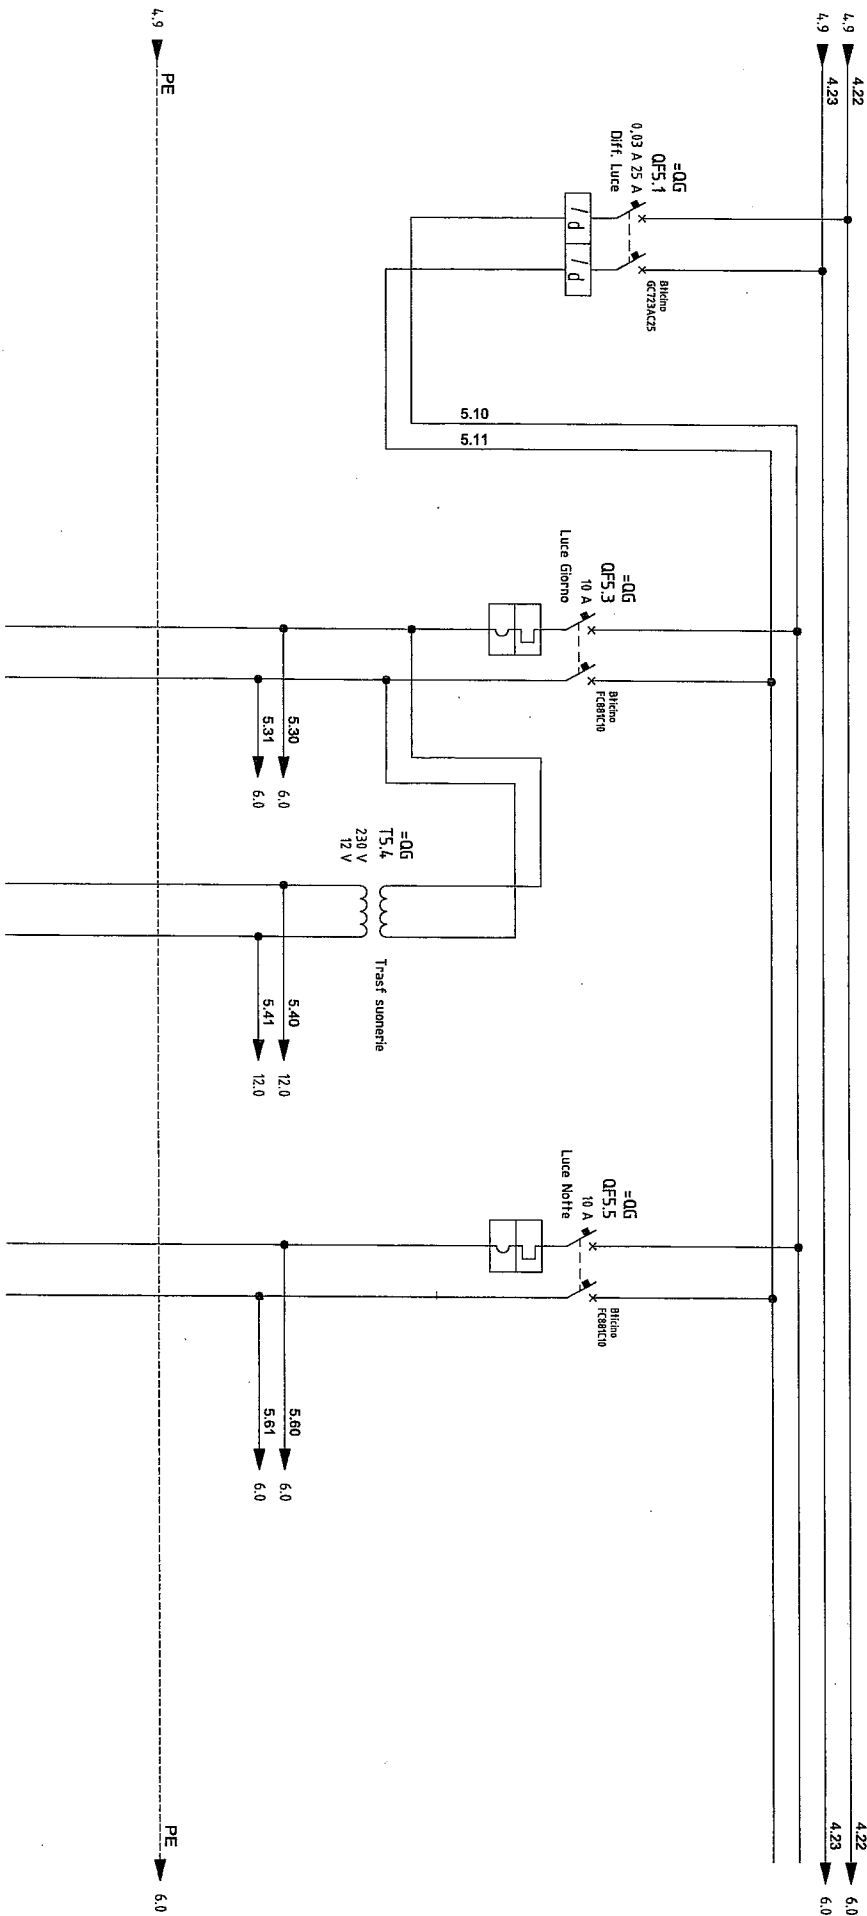 4.9
4.22
4.22
6.0
4.9
4.23
4.23
6.0
=QG
QF5.1
0,03 A 25 A
Diff. Luce
Bticino
GC723AC25
5.10
5.11
=QG
QF5.3
10 A
Luce Giorno
Bticino
FC881C10
5.30
6.0
5.31
6.0
=QG
T5.4
230 V
12 V
Trasf suonerie
5.40
12.0
5.41
12.0
=QG
QF5.5
10 A
Luce Notte
Bticino
FC881C10
5.60
6.0
5.61
6.0
4.9
PE
PE
6.0